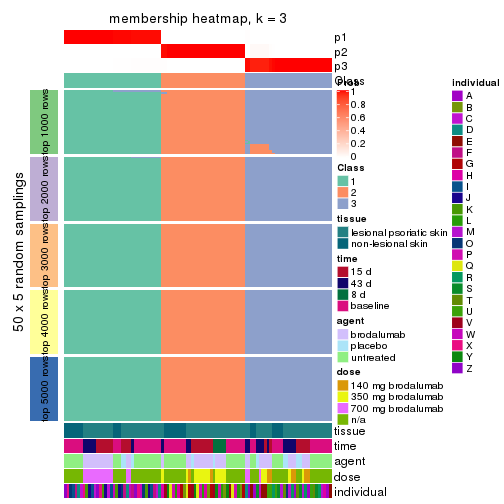 membership heatmap, k = 3
p1
p2
p3
Class
Prob
1
0.8
0.6
0.4
0.2
0
Class
1
2
3
tissue
lesional psoriatic skin
non-lesional skin
time
15 d
43 d
8 d
baseline
agent
brodalumab
placebo
untreated
dose
140 mg brodalumab
350 mg brodalumab
700 mg brodalumab
n/a
individual
A
B
C
D
E
F
G
H
I
J
K
L
M
O
P
Q
R
S
T
U
V
W
X
Y
Z
50 x 5 random samplings
top 1000 rows
top 2000 rows
top 3000 rows
top 4000 rows
top 5000 rows
tissue
time
agent
dose
individual